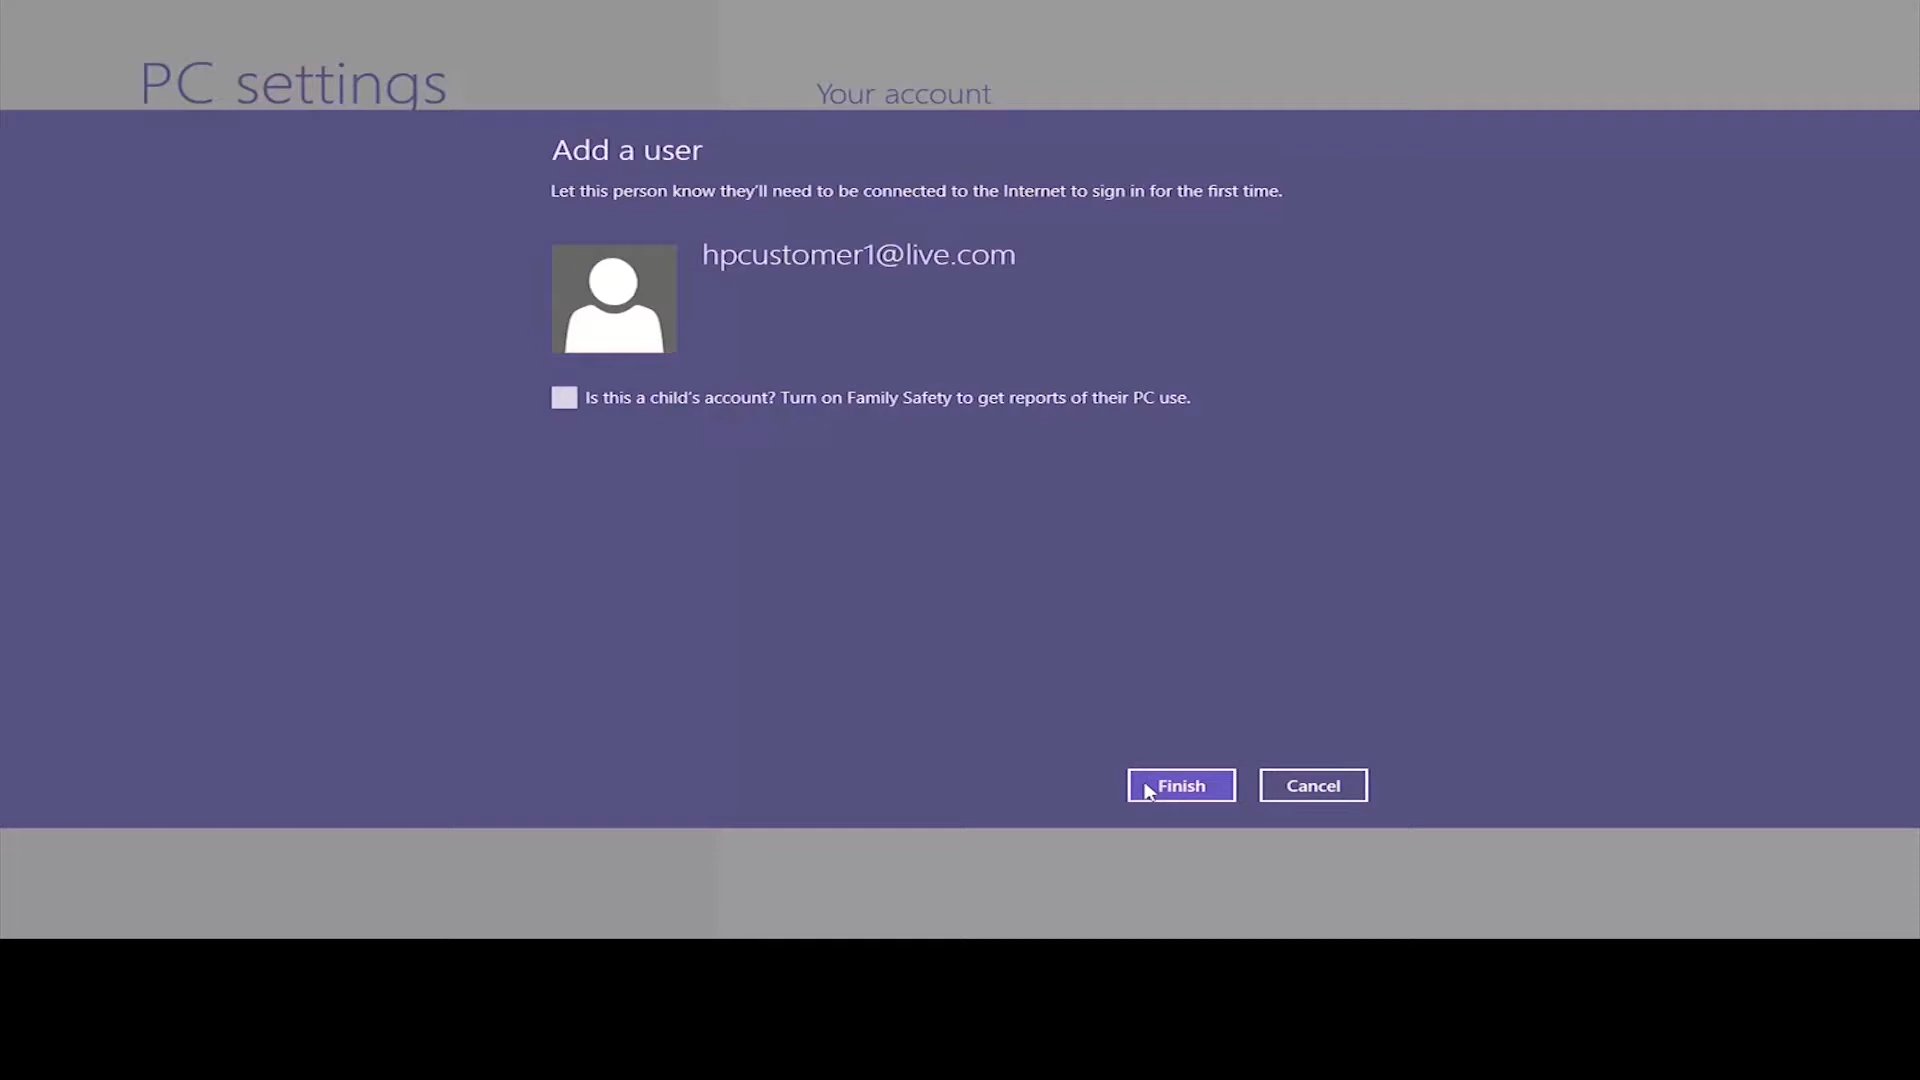 PC settings
Your account
Add a user
Let this person know they'll need to be connected to the Internet to sign in for the first time.
hpcustomer1@live.com
Is this a child's account? Turn on Family Safety to get reports of their PC use.
Finish
Cancel